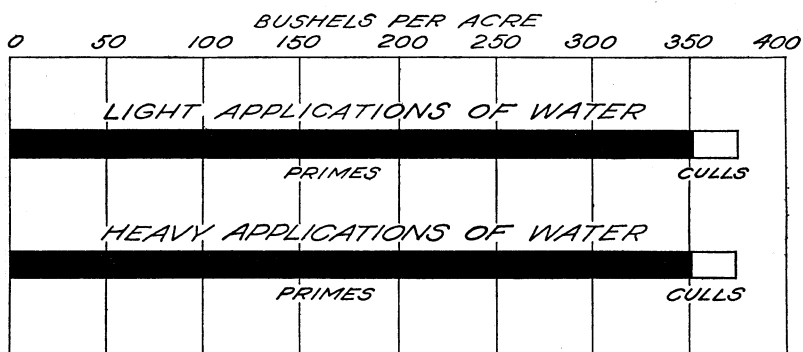 BUSHELS PER ACRE
0 50 100 150 200 250 300 350 400
LIGHT APPLICATIONS OF WATER
PRIMES CULLS
HEAVY APPLICATIONS OF WATER
PRIMES CULLS